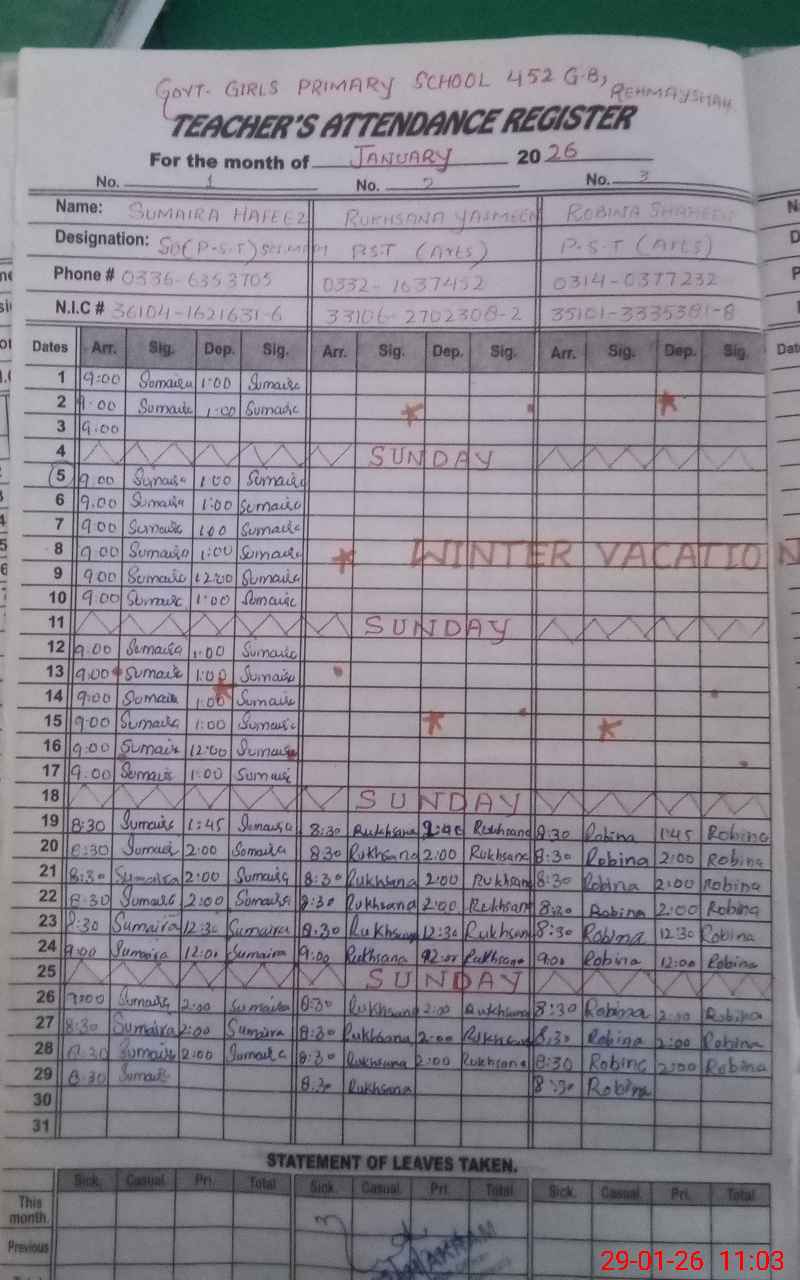 GOVT- GIRLS PRIMARY SCHOOL 452 G.B,
TEACHER'S ATTENDANCE REGISTER
For the month of JANUARY 2026
No. 1 No. 2 No. 3
Name: SUMAIRA HAFEEZ RUKHSANA YASMEEN ROBINA SHAHEEN
Designation: P.S.T (ARTS)
Phone # 0336-6353705 0332-1637452 0314-0377232
N.I.C # 36104-1621631-6 33106-2702308-2 35101-3335381-8
Dates Arr. Sig. Dep. Sig. Arr. Sig. Dep. Sig. Arr. Sig. Dep. Sig.
1 9:00 Sumaira 1:00 Sumaira
2 9:00 Sumaira 1:00 Sumaira
3 9:00
4 SUNDAY
5 9:00 Sumaira 1:00 Sumaira
6 9:00 Sumaira 1:00 Sumaira
7 9:00 Sumaira 1:00 Sumaira
8 9:00 Sumaira 1:00 Sumaira WINTER VACATION
9 9:00 Sumaira 12:00 Sumaira
10 9:00 Sumaira 1:00 Sumaira
11 SUNDAY
12 9:00 Sumaira 1:00 Sumaira
13 9:00 Sumaira 1:00 Sumaira
14 9:00 Sumaira 1:00 Sumaira
15 9:00 Sumaira 1:00 Sumaira
16 9:00 Sumaira 12:00 Sumaira
17 9:00 Sumaira 1:00 Sumaira
18 SUNDAY
19 8:30 Sumaira 1:45 Sumaira 8:30 Rukhsana Rukhsana 8:30 Robina 1:45 Robina
20 8:30 Sumaira 2:00 Sumaira 8:30 Rukhsana 2:00 Rukhsana 8:30 Robina 2:00 Robina
21 8:30 Sumaira 2:00 Sumaira 8:30 Rukhsana 2:00 Rukhsana 8:30 Robina 2:00 Robina
22 8:30 Sumaira 2:00 Sumaira 8:30 Rukhsana 2:00 Rukhsana 8:30 Robina 2:00 Robina
23 8:30 Sumaira 12:30 Sumaira 8:30 Rukhsana 12:30 Rukhsana 8:30 Robina 12:30 Robina
24 9:00 Sumaira 12:00 Sumaira 9:00 Rukhsana 12:00 Rukhsana 9:00 Robina 12:00 Robina
25 SUNDAY
26 Sumaira 2:00 Sumaira 8:30 Rukhsana 2:00 Rukhsana 8:30 Robina 2:00 Robina
27 8:30 Sumaira 2:00 Sumaira 8:30 Rukhsana 2:00 Rukhsana 8:30 Robina 2:00 Robina
28 8:30 Sumaira 2:00 Sumaira 8:30 Rukhsana 2:00 Rukhsana 8:30 Robina 2:00 Robina
29 8:30 Sumaira 8:30 Rukhsana 8:30 Robina
30
31
STATEMENT OF LEAVES TAKEN.
Sick. Casual. Pri. Total Sick. Casual. Pri. Total Sick. Casual. Pri. Total
This month.
Previous
AKRAM
29-01-26 11:03